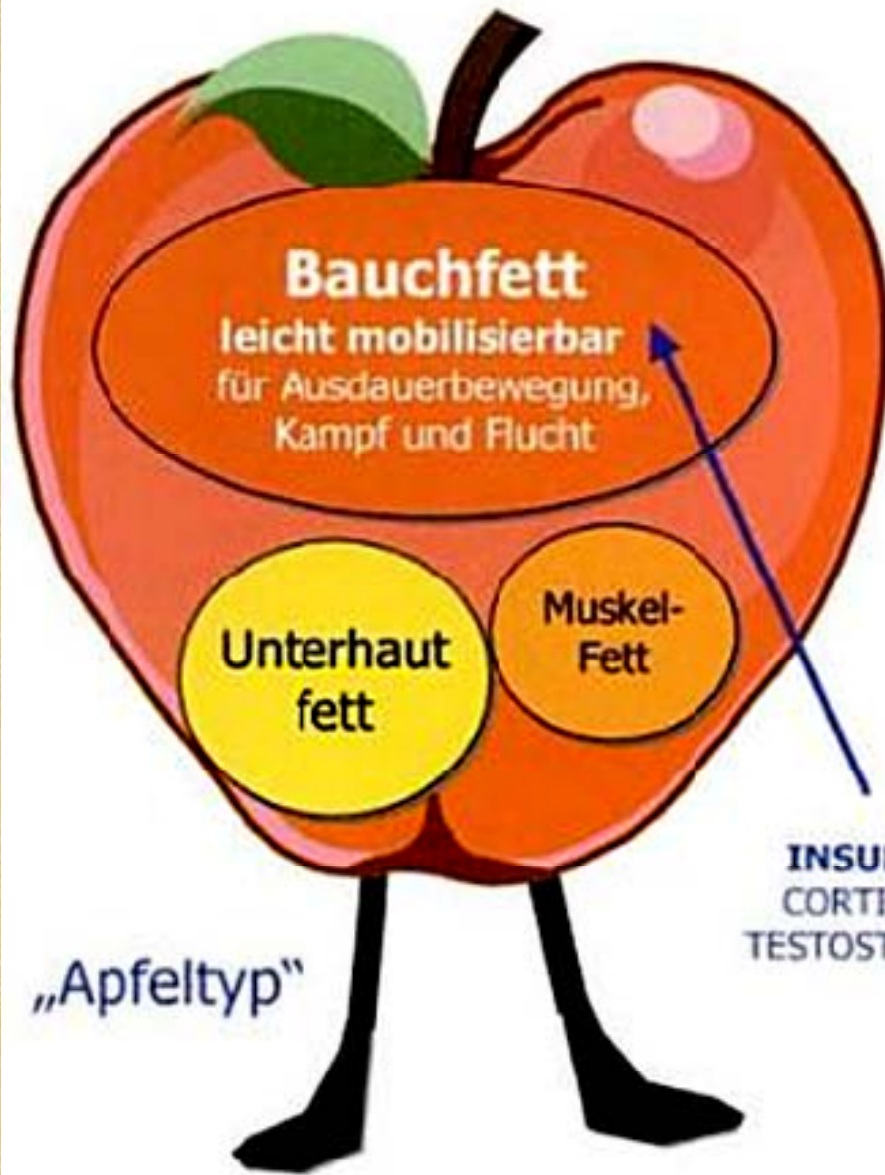 Bauchfett
leicht mobilisierbar
für Ausdauerbewegung,
Kampf und Flucht
Unterhaut
fett
Muskel-
Fett
„Apfeltyp“